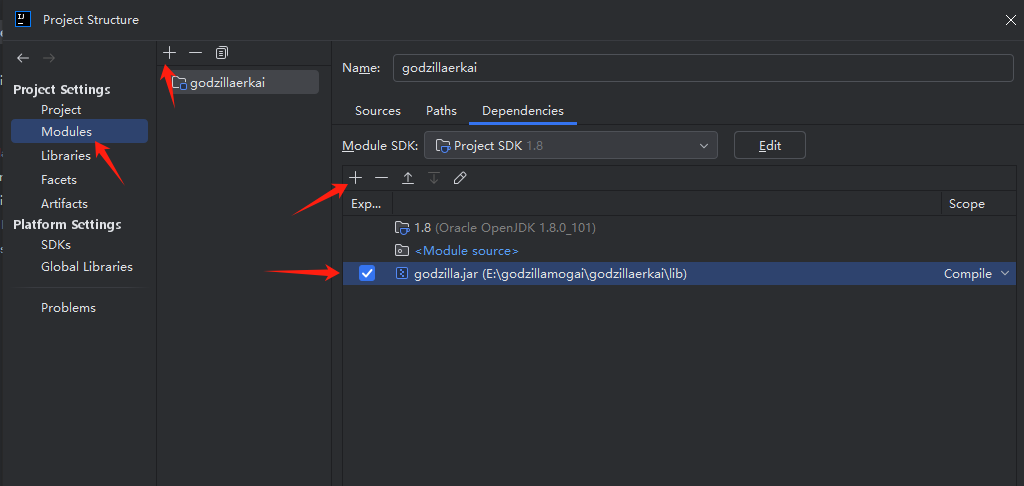 Project Structure
Project Settings
Project
Modules
Libraries
Facets
Artifacts
Platform Settings
SDKs
Global Libraries
Problems
godzillaerkai
Name: godzillaerkai
Sources Paths Dependencies
Module SDK: Project SDK 1.8 Edit
Exp... Scope
1.8 (Oracle OpenJDK 1.8.0_101)
<Module source>
godzilla.jar (E:\godzillamogai\godzillaerkai\lib) Compile